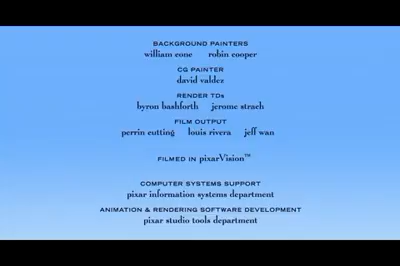 BACKGROUND PAINTERS
william cone robin cooper
CG PAINTER
david valdez
RENDER TDs
byron bashforth jerome strach
FILM OUTPUT
perrin cutting louis rivera jeff wan
FILMED IN pixarVision™
COMPUTER SYSTEMS SUPPORT
pixar information systems department
ANIMATION & RENDERING SOFTWARE DEVELOPMENT
pixar studio tools department